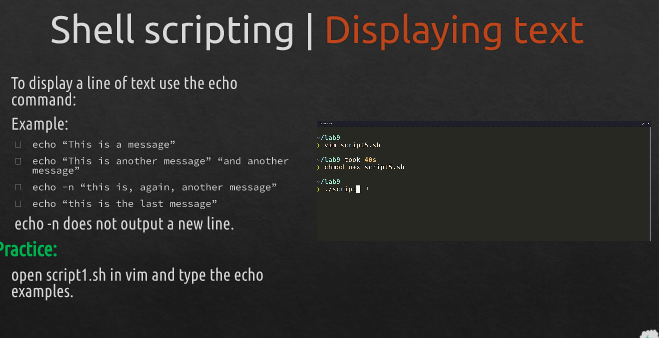 Shell scripting | Displaying text
To display a line of text use the echo
command:
Example:
echo “This is a message”
echo “This is another message” “and another
message”
echo -n “this is, again, another message”
echo “this is the last message”
echo -n does not output a new line.
Practice:
open script1.sh in vim and type the echo
examples.
~/lab9
❯ vim script5.sh
~/lab9 took 40s
❯ chmod u+x script5.sh
~/lab9
❯ ./scrip